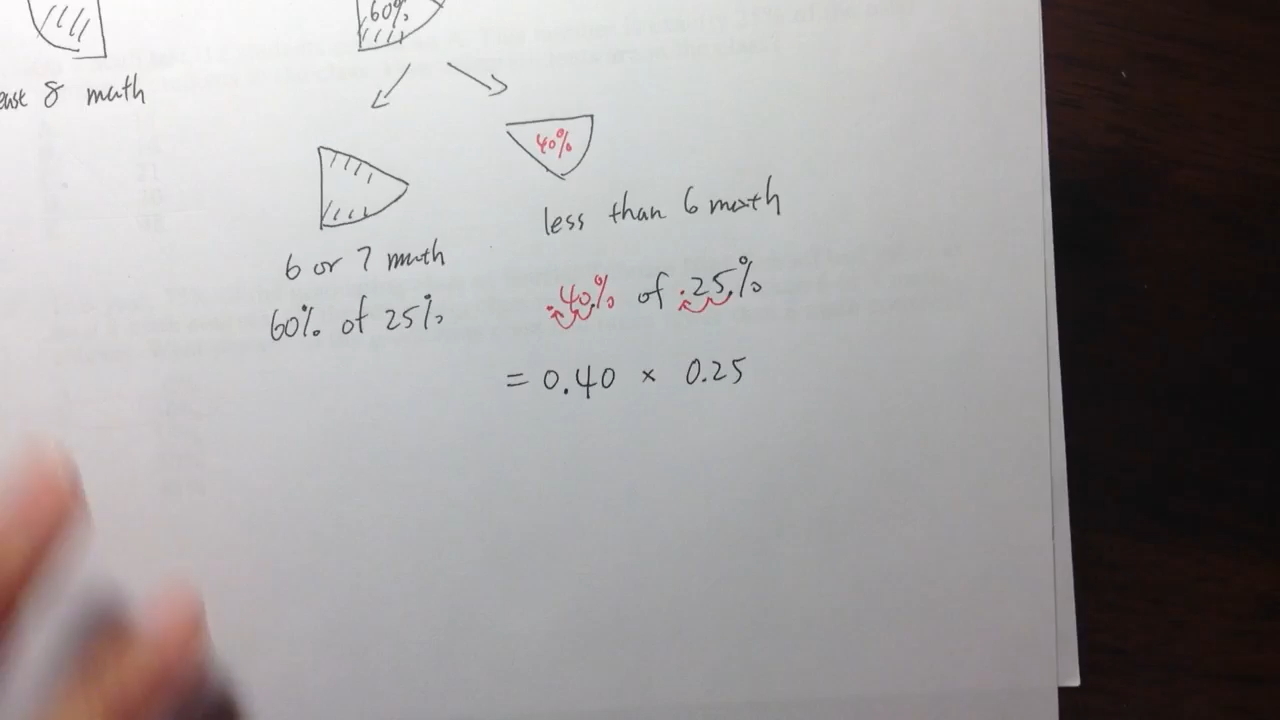 60%
8 math
40%
less than 6 math
6 or 7 math
40% of 25%
60% of 25%
= 0.40 × 0.25